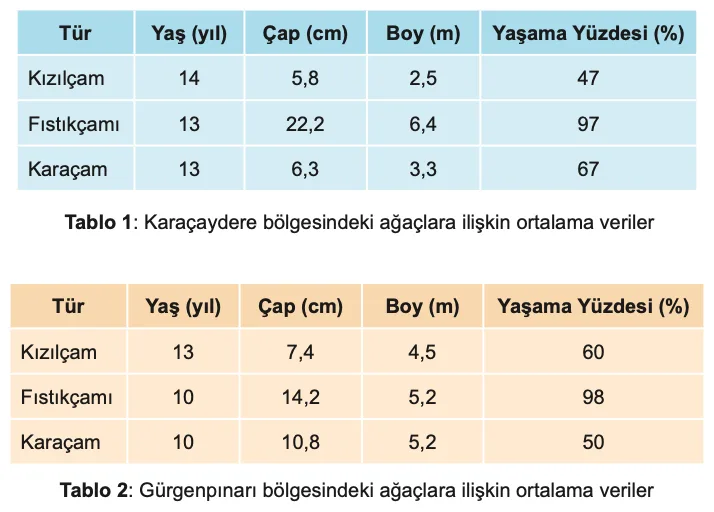 Tür Yaş (yıl) Çap (cm) Boy (m) Yaşama Yüzdesi (%)
Kızılçam 14 5,8 2,5 47
Fıstıkçamı 13 22,2 6,4 97
Karaçam 13 6,3 3,3 67
Tablo 1: Karaçaydere bölgesindeki ağaçlara ilişkin ortalama veriler
Tür Yaş (yıl) Çap (cm) Boy (m) Yaşama Yüzdesi (%)
Kızılçam 13 7,4 4,5 60
Fıstıkçamı 10 14,2 5,2 98
Karaçam 10 10,8 5,2 50
Tablo 2: Gürgenpınarı bölgesindeki ağaçlara ilişkin ortalama veriler